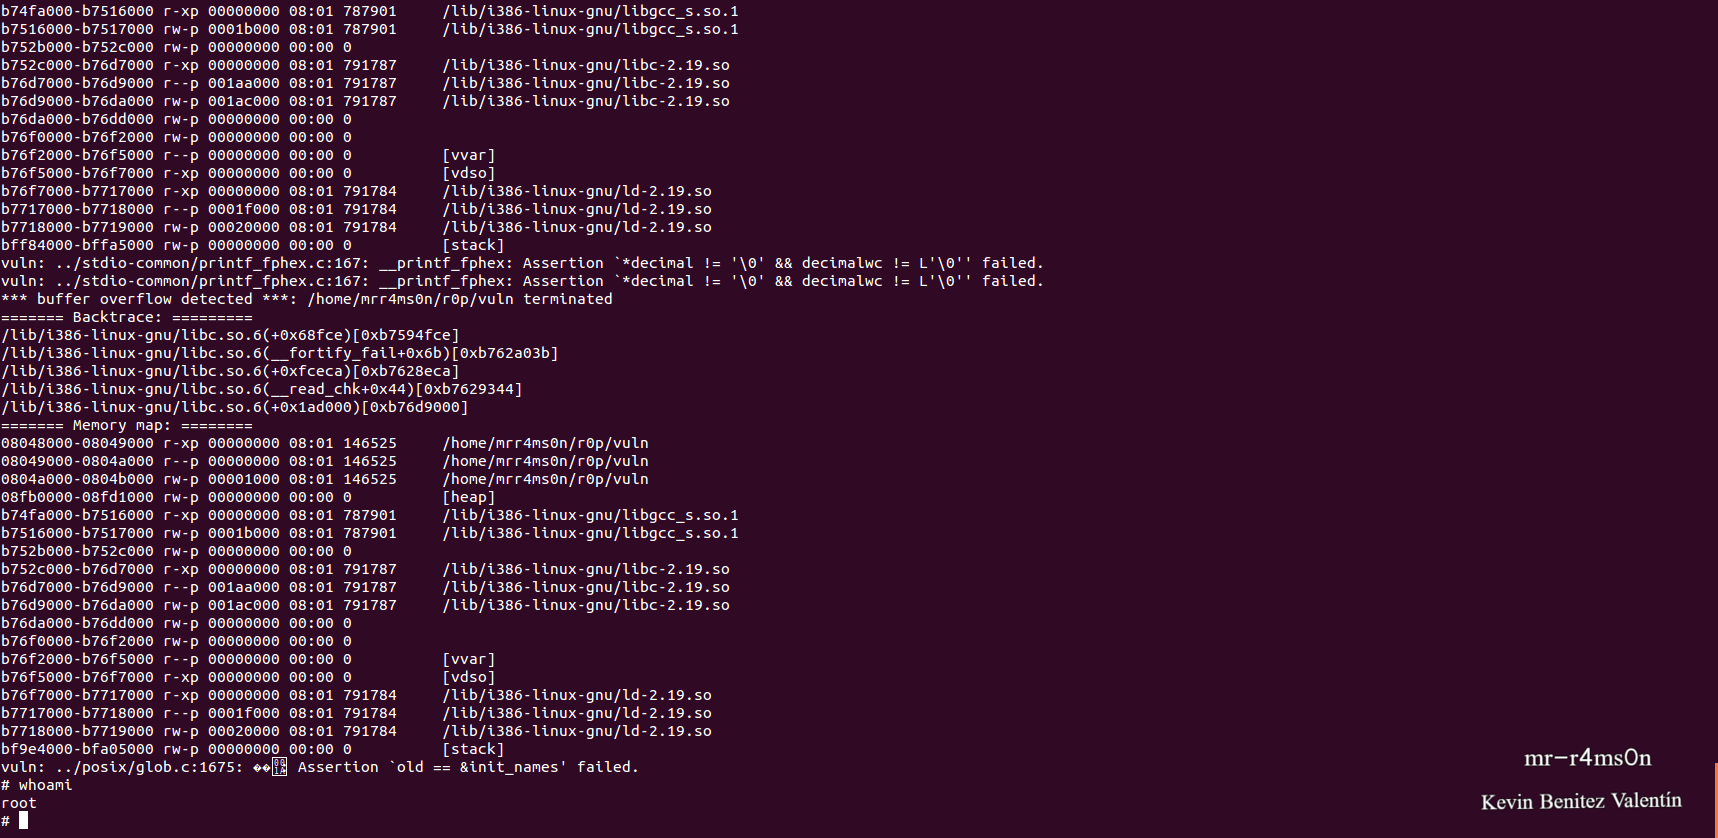 b74fa000-b7516000 r-xp 00000000 08:01 787901     /lib/i386-linux-gnu/libgcc_s.so.1
b7516000-b7517000 rw-p 0001b000 08:01 787901     /lib/i386-linux-gnu/libgcc_s.so.1
b752b000-b752c000 rw-p 00000000 00:00 0
b752c000-b76d7000 r-xp 00000000 08:01 791787     /lib/i386-linux-gnu/libc-2.19.so
b76d7000-b76d9000 r--p 001aa000 08:01 791787     /lib/i386-linux-gnu/libc-2.19.so
b76d9000-b76da000 rw-p 001ac000 08:01 791787     /lib/i386-linux-gnu/libc-2.19.so
b76da000-b76dd000 rw-p 00000000 00:00 0
b76f0000-b76f2000 rw-p 00000000 00:00 0
b76f2000-b76f5000 r--p 00000000 00:00 0          [vvar]
b76f5000-b76f7000 r-xp 00000000 00:00 0          [vdso]
b76f7000-b7717000 r-xp 00000000 08:01 791784     /lib/i386-linux-gnu/ld-2.19.so
b7717000-b7718000 r--p 0001f000 08:01 791784     /lib/i386-linux-gnu/ld-2.19.so
b7718000-b7719000 rw-p 00020000 08:01 791784     /lib/i386-linux-gnu/ld-2.19.so
bff84000-bffa5000 rw-p 00000000 00:00 0          [stack]
vuln: ../stdio-common/printf_fphex.c:167: __printf_fphex: Assertion `*decimal != '\0' && decimalwc != L'\0'' failed.
vuln: ../stdio-common/printf_fphex.c:167: __printf_fphex: Assertion `*decimal != '\0' && decimalwc != L'\0'' failed.
*** buffer overflow detected ***: /home/mrr4ms0n/r0p/vuln terminated
======= Backtrace: =========
/lib/i386-linux-gnu/libc.so.6(+0x68fce)[0xb7594fce]
/lib/i386-linux-gnu/libc.so.6(__fortify_fail+0x6b)[0xb762a03b]
/lib/i386-linux-gnu/libc.so.6(+0xfceca)[0xb7628eca]
/lib/i386-linux-gnu/libc.so.6(__read_chk+0x44)[0xb7629344]
/lib/i386-linux-gnu/libc.so.6(+0x1ad000)[0xb76d9000]
======= Memory map: ========
08048000-08049000 r-xp 00000000 08:01 146525     /home/mrr4ms0n/r0p/vuln
08049000-0804a000 r--p 00000000 08:01 146525     /home/mrr4ms0n/r0p/vuln
0804a000-0804b000 rw-p 00001000 08:01 146525     /home/mrr4ms0n/r0p/vuln
08fb0000-08fd1000 rw-p 00000000 00:00 0          [heap]
b74fa000-b7516000 r-xp 00000000 08:01 787901     /lib/i386-linux-gnu/libgcc_s.so.1
b7516000-b7517000 rw-p 0001b000 08:01 787901     /lib/i386-linux-gnu/libgcc_s.so.1
b752b000-b752c000 rw-p 00000000 00:00 0
b752c000-b76d7000 r-xp 00000000 08:01 791787     /lib/i386-linux-gnu/libc-2.19.so
b76d7000-b76d9000 r--p 001aa000 08:01 791787     /lib/i386-linux-gnu/libc-2.19.so
b76d9000-b76da000 rw-p 001ac000 08:01 791787     /lib/i386-linux-gnu/libc-2.19.so
b76da000-b76dd000 rw-p 00000000 00:00 0
b76f0000-b76f2000 rw-p 00000000 00:00 0
b76f2000-b76f5000 r--p 00000000 00:00 0          [vvar]
b76f5000-b76f7000 r-xp 00000000 00:00 0          [vdso]
b76f7000-b7717000 r-xp 00000000 08:01 791784     /lib/i386-linux-gnu/ld-2.19.so
b7717000-b7718000 r--p 0001f000 08:01 791784     /lib/i386-linux-gnu/ld-2.19.so
b7718000-b7719000 rw-p 00020000 08:01 791784     /lib/i386-linux-gnu/ld-2.19.so
bf9e4000-bfa05000 rw-p 00000000 00:00 0          [stack]
vuln: ../posix/glob.c:1675: �� Assertion `old == &init_names' failed.
# whoami
root
#
mr-r4ms0n
Kevin Benitez Valentín